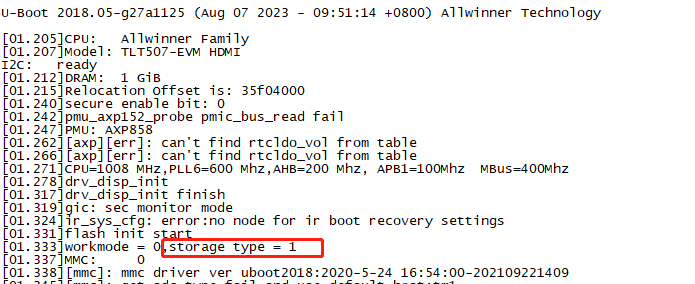 U-Boot 2018.05-g27a1125 (Aug 07 2023 - 09:51:14 +0800) Allwinner Technology
[01.205]CPU:   Allwinner Family
[01.207]Model: TLT507-EVM HDMI
I2C:   ready
[01.212]DRAM:  1 GiB
[01.215]Relocation Offset is: 35f04000
[01.240]secure enable bit: 0
[01.242]pmu_axp152_probe pmic_bus_read fail
[01.247]PMU: AXP858
[01.262][axp][err]: can't find rtcldo_vol from table
[01.266][axp][err]: can't find rtcldo_vol from table
[01.271]CPU=1008 MHz,PLL6=600 Mhz,AHB=200 Mhz, APB1=100Mhz  MBus=400Mhz
[01.278]drv_disp_init
[01.317]drv_disp_init finish
[01.319]gic: sec monitor mode
[01.324]ir_sys_cfg: error:no node for ir boot recovery settings
[01.331]flash init start
[01.333]workmode = 0,storage type = 1
[01.337]MMC:     0
[01.338][mmc]: mmc driver ver uboot2018:2020-5-24 16:54:00-202109221409